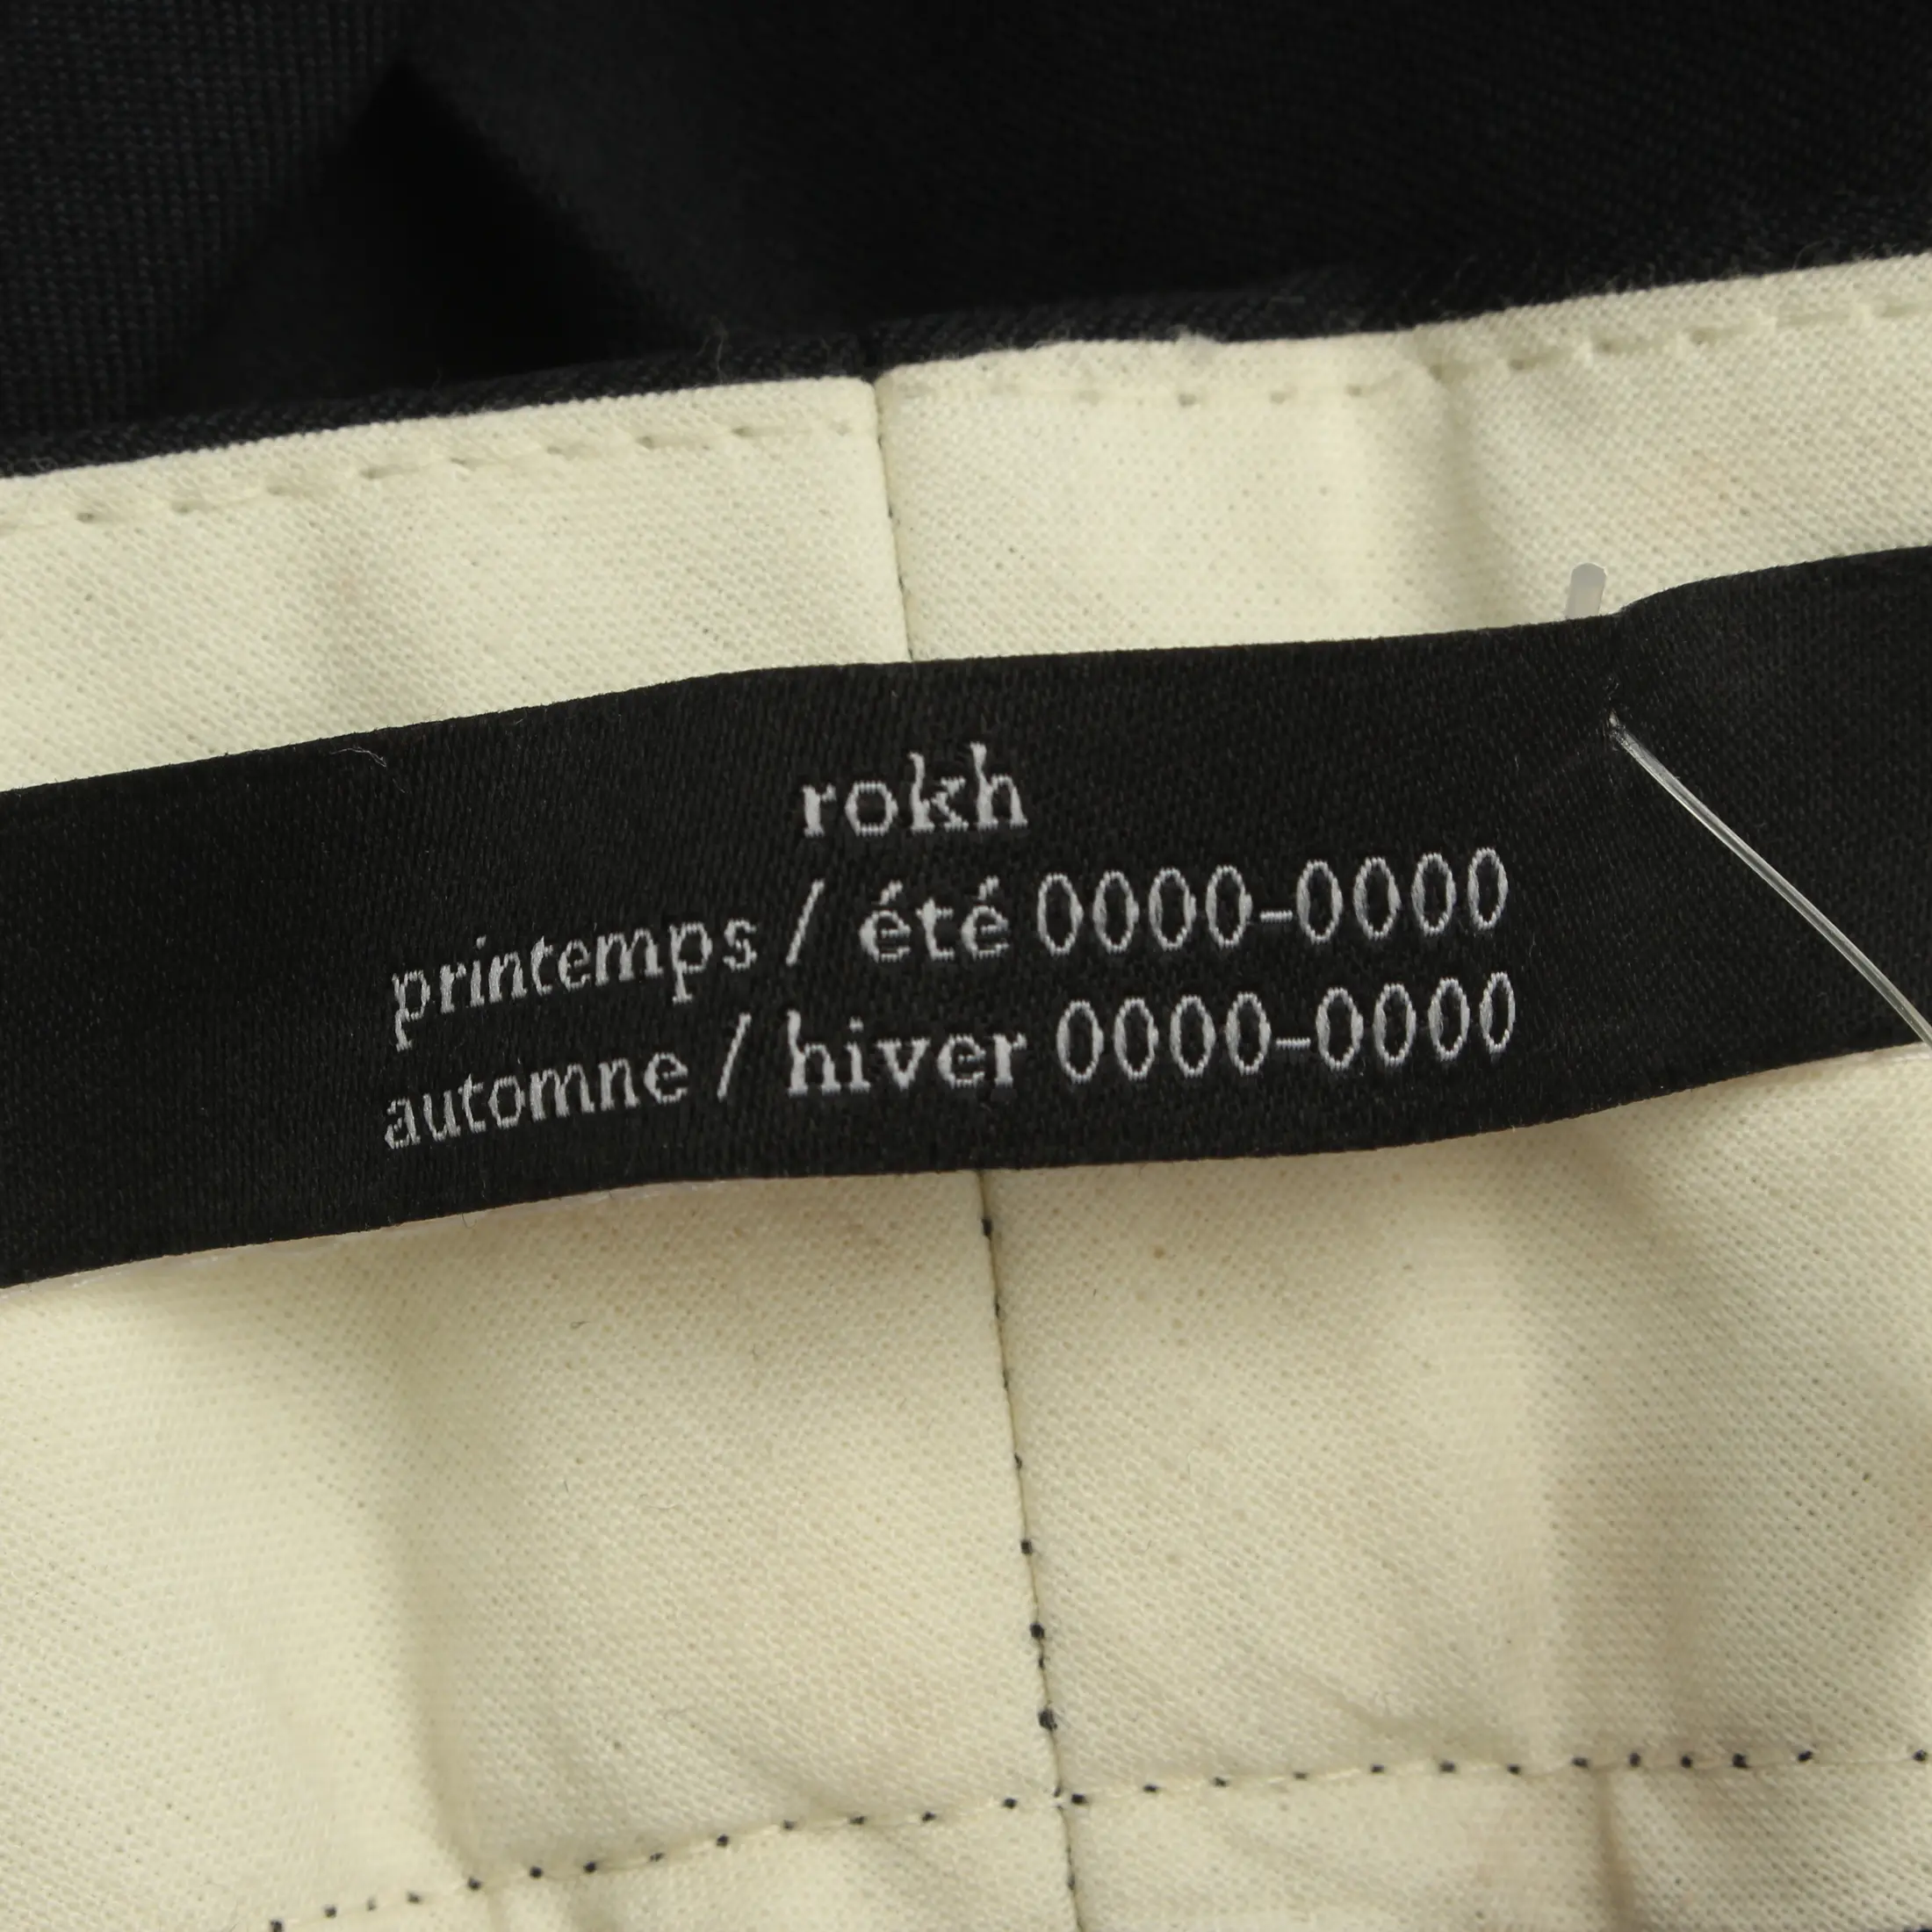 rokh
printemps / été 0000-0000
automne / hiver 0000-0000